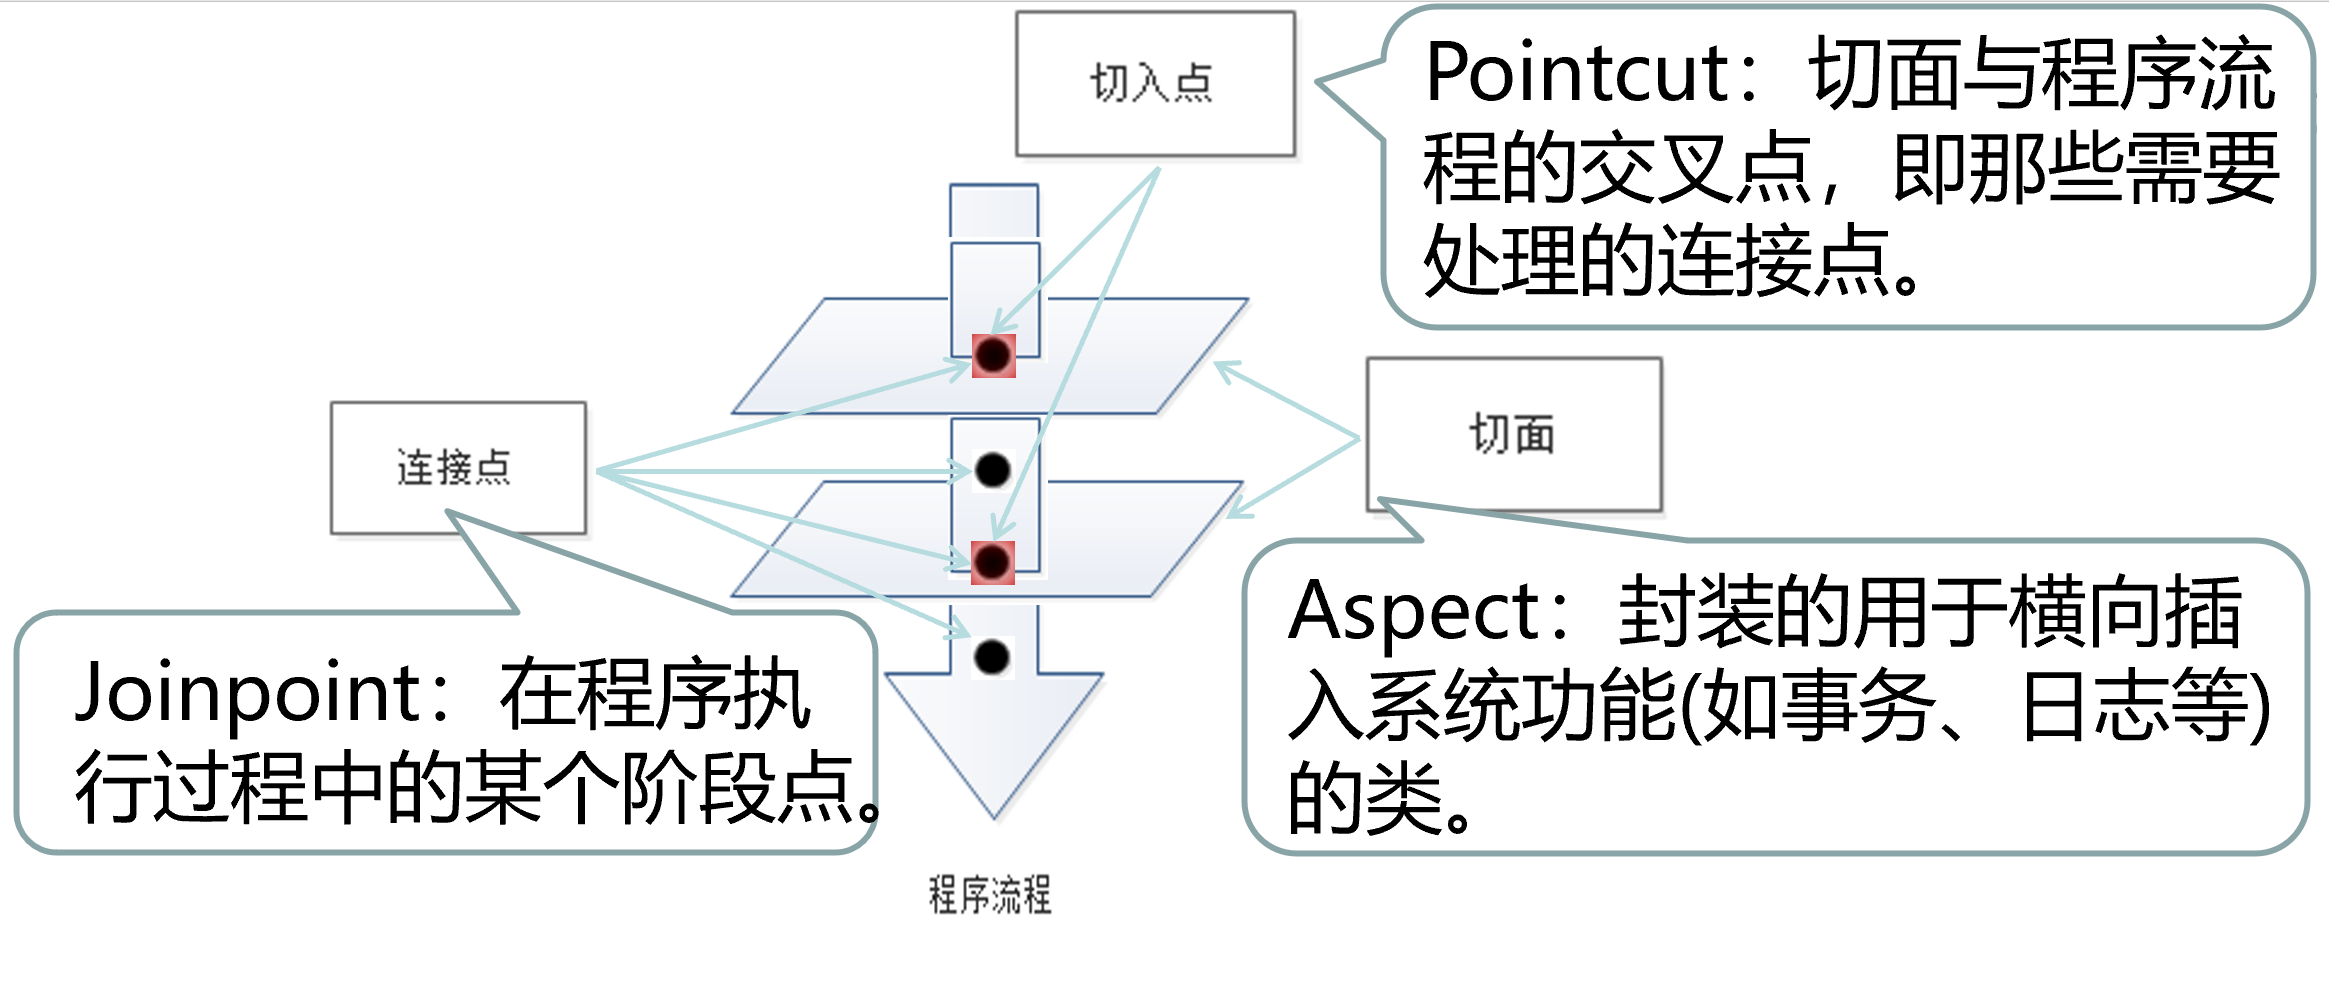 切入点
Pointcut：切面与程序流
程的交叉点，即那些需要
处理的连接点。
切面
连接点
Aspect：封装的用于横向插
入系统功能(如事务、日志等)
的类。
Joinpoint：在程序执
行过程中的某个阶段点。
程序流程